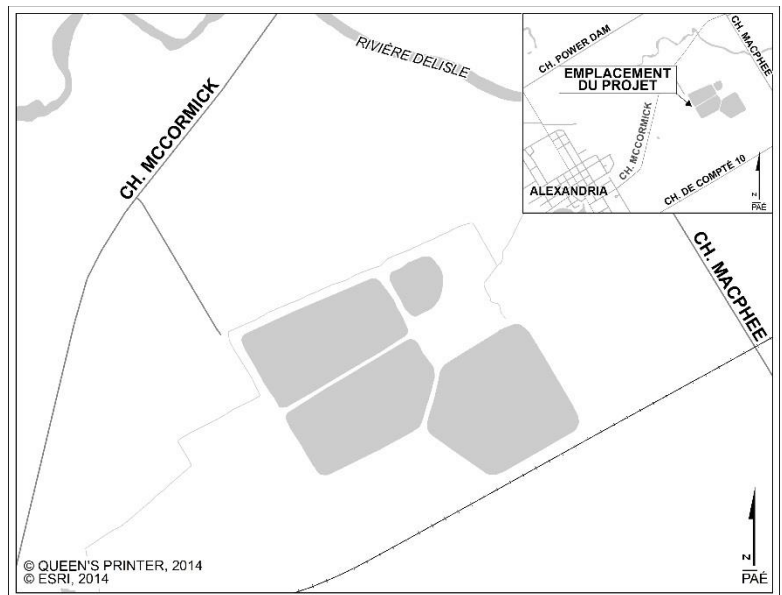 CH. MCCORMICK
RIVIÈRE DELISLE
CH. MACPHEE
© QUEEN'S PRINTER, 2014
© ESRI, 2014
N
PAÉ
CH. POWER DAM
CH. MACPHEE
EMPLACEMENT
DU PROJET
CH. MCCORMICK
ALEXANDRIA
CH. DE COMPTÉ 10
N
PAÉ